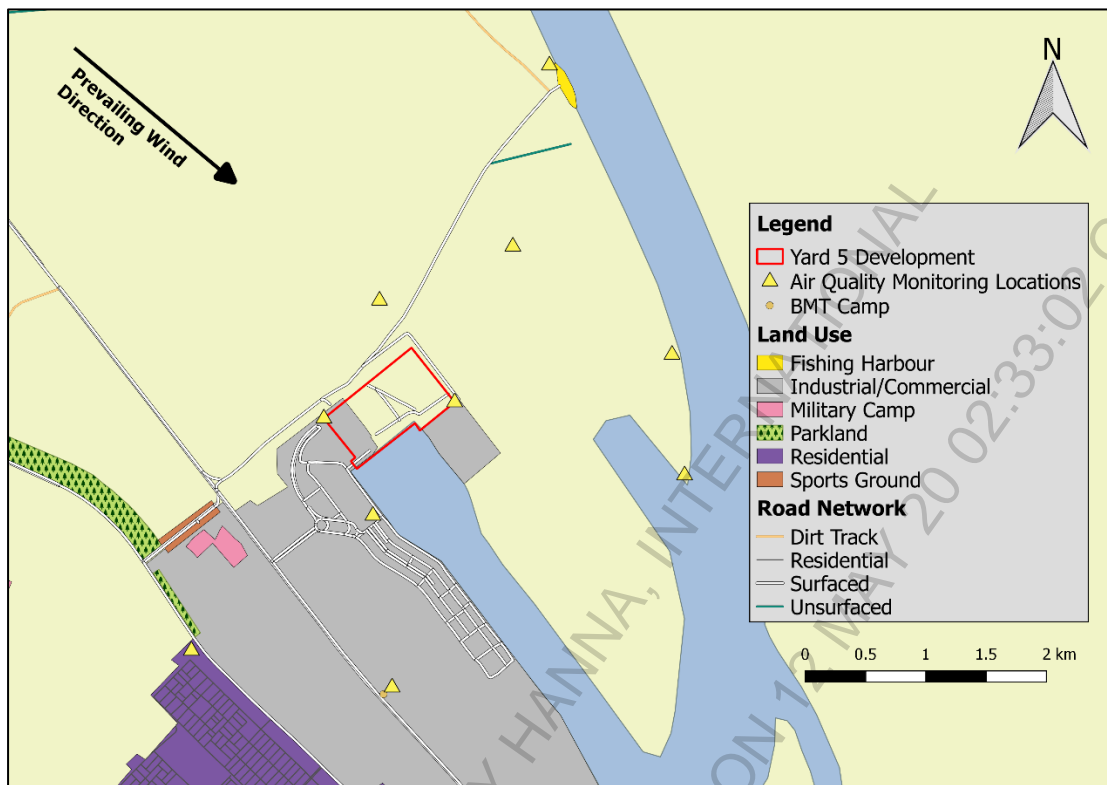 Prevailing Wind
Direction
N
Legend
Yard 5 Development
Air Quality Monitoring Locations
BMT Camp
Land Use
Fishing Harbour
Industrial/Commercial
Military Camp
Parkland
Residential
Sports Ground
Road Network
Dirt Track
Residential
Surfaced
Unsurfaced
0 0.5 1 1.5 2 km
Y HANNA, INTERNATIONAL
ON 12 MAY 20 02:33:02